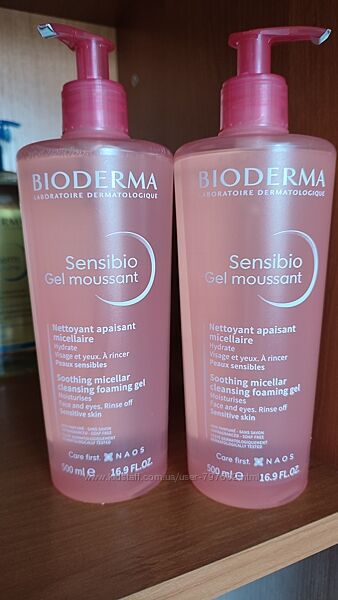 BIODERMA
LABORATOIRE DERMATOLOGIQUE
Sensibio
Gel moussant
Nettoyant apaisant
micellaire
Hydrate
Visage et yeux. À rincer
Peaux sensibles
Soothing micellar
cleansing foaming gel
Moisturises
Face and eyes. Rinse off
Sensitive skin
Care first. NAOS
500 ml e 16.9 FL.OZ.
BIODERMA
LABORATOIRE DERMATOLOGIQUE
Sensibio
Gel moussant
Nettoyant apaisant
micellaire
Hydrate
Visage et yeux. À rincer
Peaux sensibles
Soothing micellar
cleansing foaming gel
Moisturises
Face and eyes. Rinse off
Sensitive skin
Care first. NAOS
500 ml e 16.9 FL.OZ.